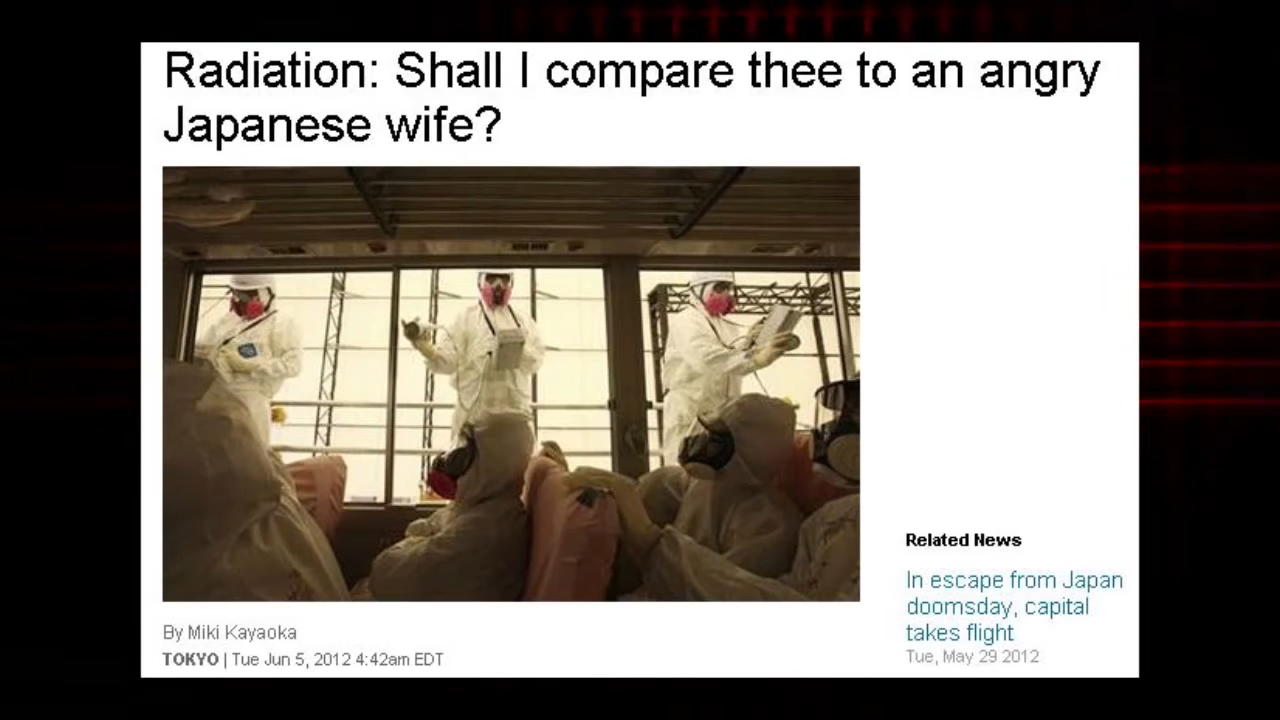 Radiation: Shall I compare thee to an angry
Japanese wife?
By Miki Kayaoka
TOKYO | Tue Jun 5, 2012 4:42am EDT
Related News
In escape from Japan
doomsday, capital
takes flight
Tue, May 29 2012